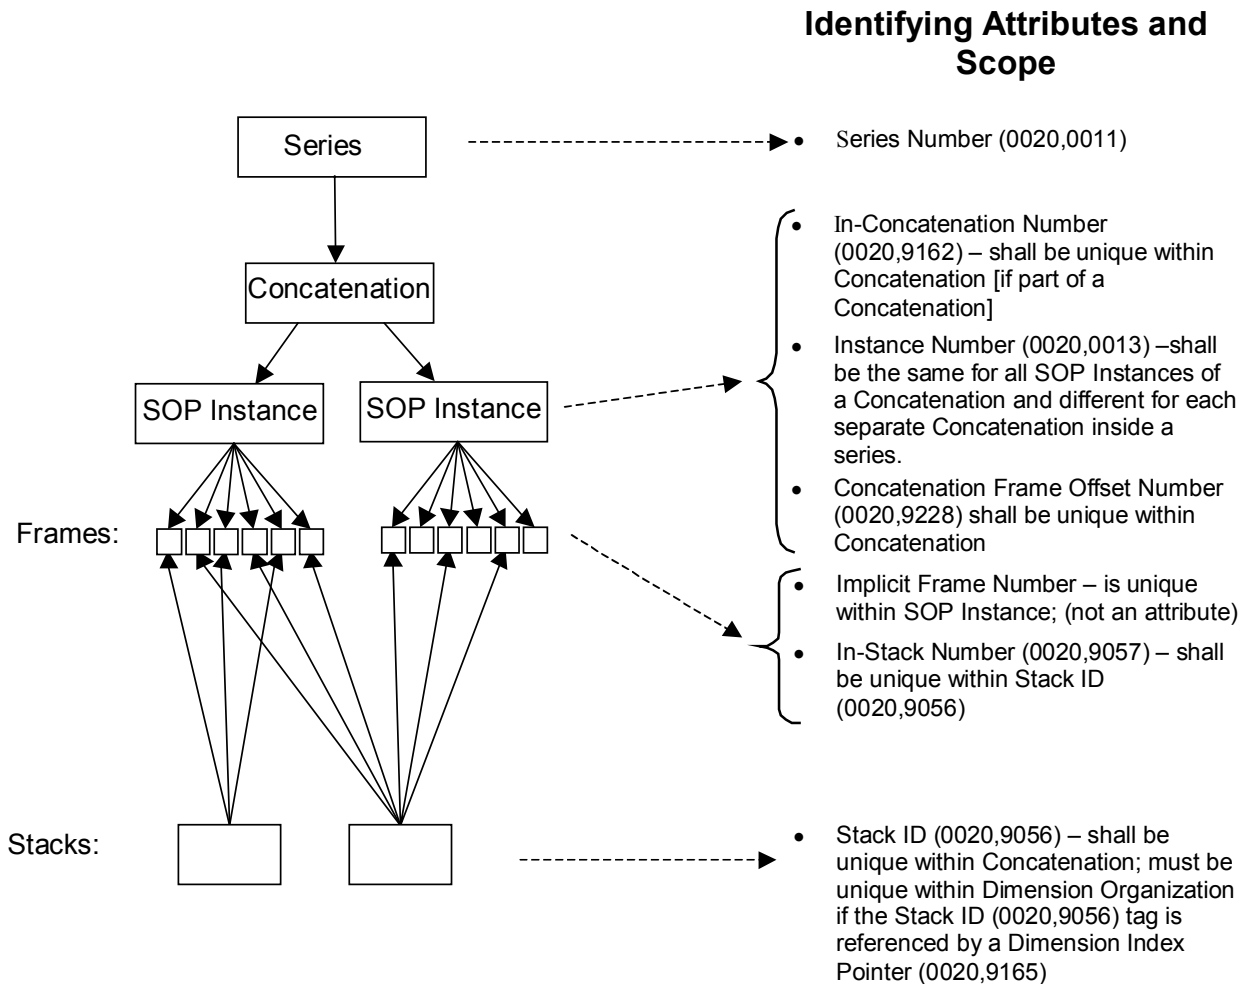 Identifying Attributes and
Scope
Series
• Series Number (0020,0011)
Concatenation
• In-Concatenation Number
(0020,9162) – shall be unique within
Concatenation [if part of a
Concatenation]
SOP Instance
SOP Instance
• Instance Number (0020,0013) –shall
be the same for all SOP Instances of
a Concatenation and different for each
separate Concatenation inside a
series.
• Concatenation Frame Offset Number
(0020,9228) shall be unique within
Concatenation
Frames:
• Implicit Frame Number – is unique
within SOP Instance; (not an attribute)
• In-Stack Number (0020,9057) – shall
be unique within Stack ID
(0020,9056)
Stacks:
• Stack ID (0020,9056) – shall be
unique within Concatenation; must be
unique within Dimension Organization
if the Stack ID (0020,9056) tag is
referenced by a Dimension Index
Pointer (0020,9165)